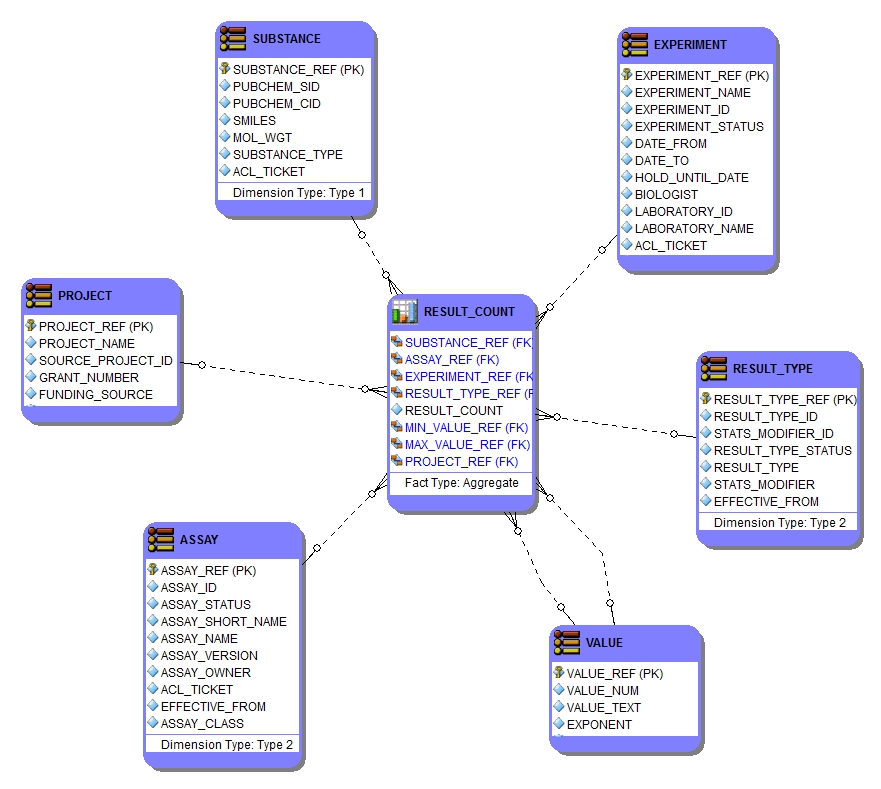 SUBSTANCE
SUBSTANCE_REF (PK)
PUBCHEM_SID
PUBCHEM_CID
SMILES
MOL_WGT
SUBSTANCE_TYPE
ACL_TICKET
Dimension Type: Type 1
EXPERIMENT
EXPERIMENT_REF (PK)
EXPERIMENT_NAME
EXPERIMENT_ID
EXPERIMENT_STATUS
DATE_FROM
DATE_TO
HOLD_UNTIL_DATE
BIOLOGIST
LABORATORY_ID
LABORATORY_NAME
ACL_TICKET
PROJECT
PROJECT_REF (PK)
PROJECT_NAME
SOURCE_PROJECT_ID
GRANT_NUMBER
FUNDING_SOURCE
RESULT_COUNT
SUBSTANCE_REF (FK
ASSAY_REF (FK)
EXPERIMENT_REF (FK
RESULT_TYPE_REF (F
RESULT_COUNT
MIN_VALUE_REF (FK)
MAX_VALUE_REF (FK)
PROJECT_REF (FK)
Fact Type: Aggregate
RESULT_TYPE
RESULT_TYPE_REF (PK)
RESULT_TYPE_ID
STATS_MODIFIER_ID
RESULT_TYPE_STATUS
RESULT_TYPE
STATS_MODIFIER
EFFECTIVE_FROM
Dimension Type: Type 2
ASSAY
ASSAY_REF (PK)
ASSAY_ID
ASSAY_STATUS
ASSAY_SHORT_NAME
ASSAY_NAME
ASSAY_VERSION
ASSAY_OWNER
ACL_TICKET
EFFECTIVE_FROM
ASSAY_CLASS
Dimension Type: Type 2
VALUE
VALUE_REF (PK)
VALUE_NUM
VALUE_TEXT
EXPONENT